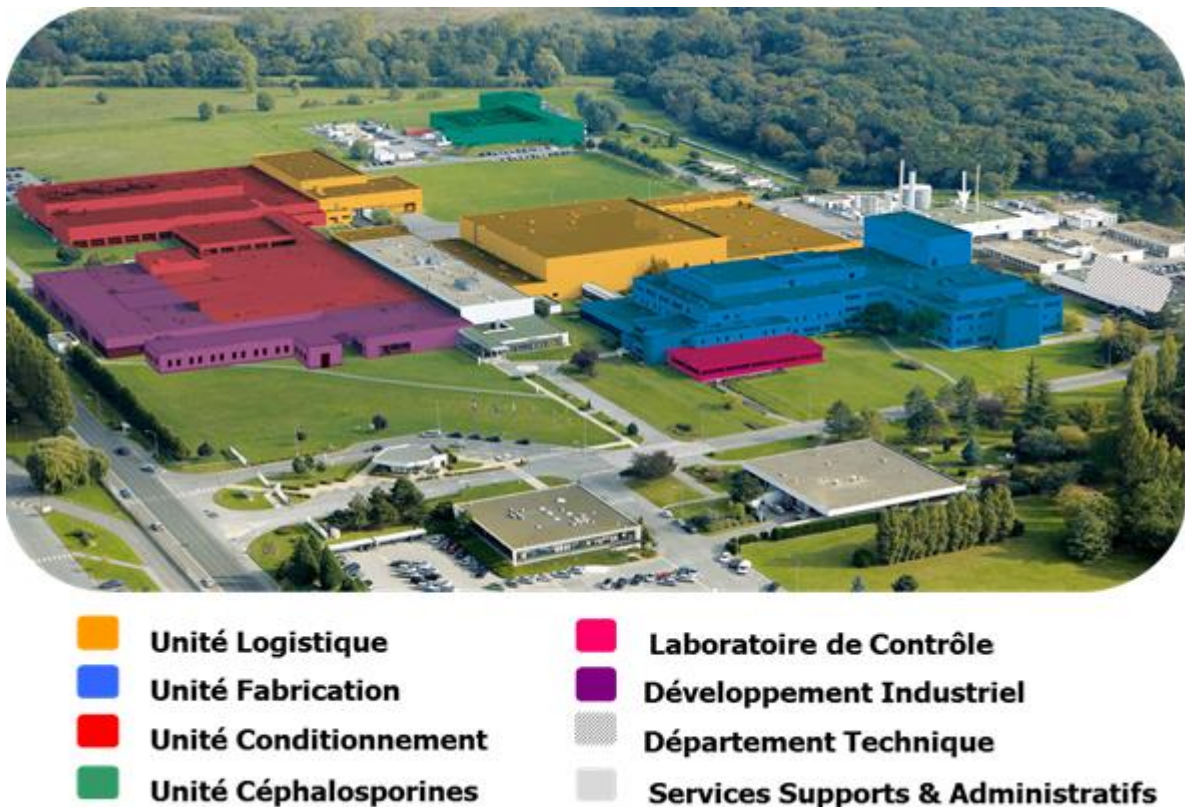 Unité Logistique
Unité Fabrication
Unité Conditionnement
Unité Céphalosporines
Laboratoire de Contrôle
Développement Industriel
Département Technique
Services Supports & Administratifs